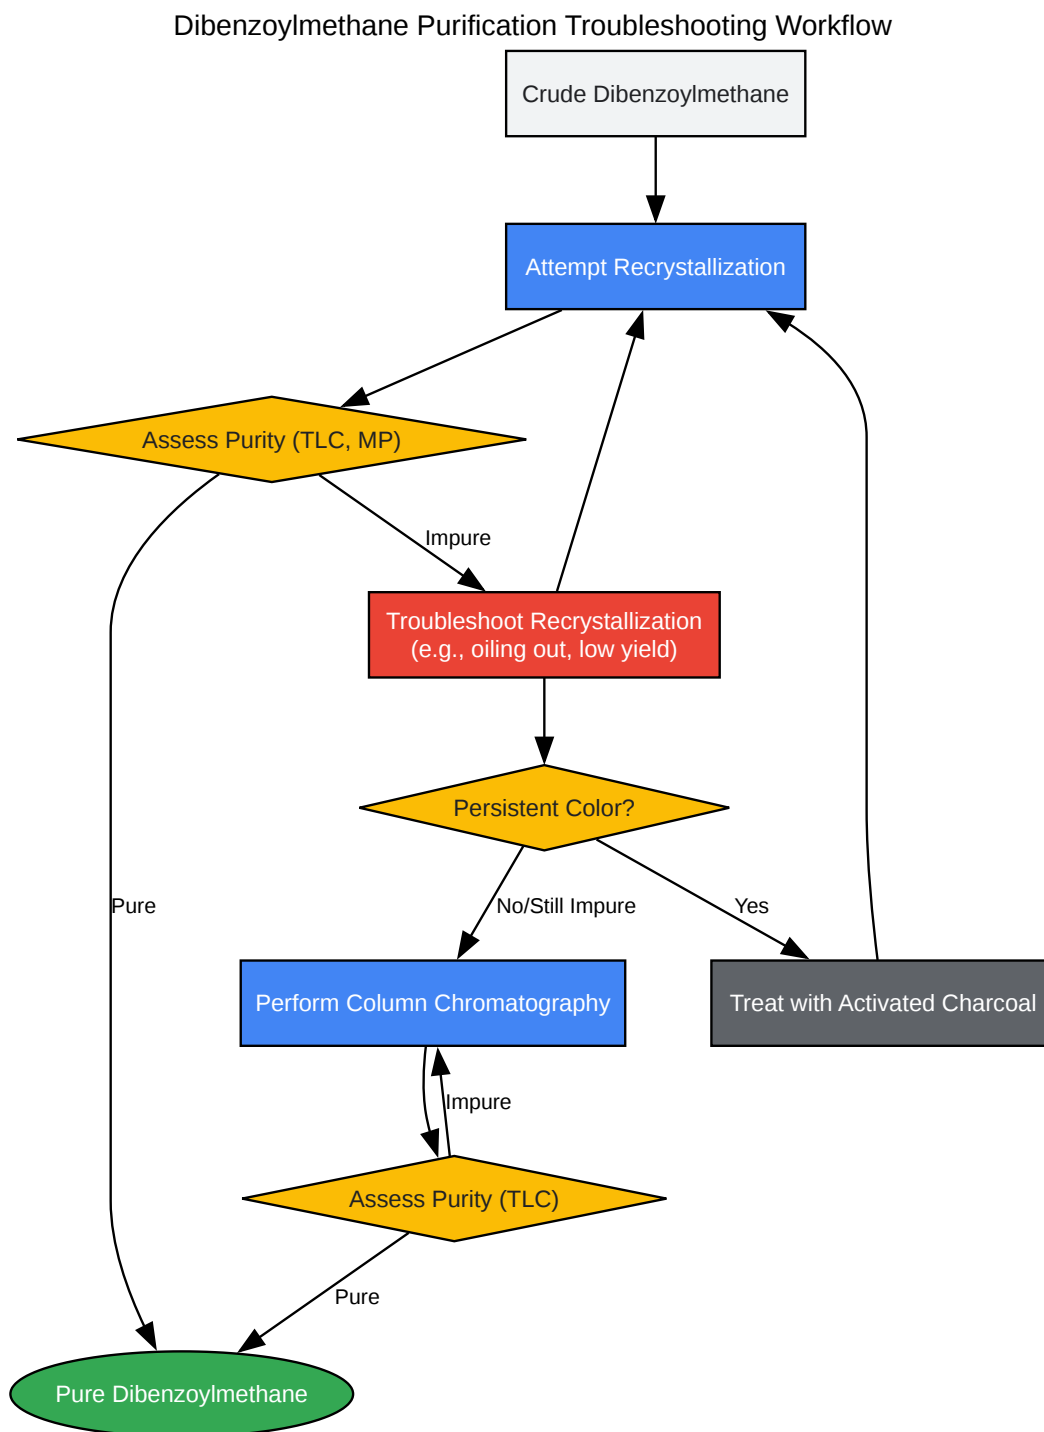 Dibenzoylmethane Purification Troubleshooting Workflow
Crude Dibenzoylmethane
Attempt Recrystallization
Assess Purity (TLC, MP)
Impure
Troubleshoot Recrystallization
(e.g., oiling out, low yield)
Persistent Color?
Pure
No/Still Impure
Yes
Perform Column Chromatography
Treat with Activated Charcoal
Impure
Assess Purity (TLC)
Pure
Pure Dibenzoylmethane